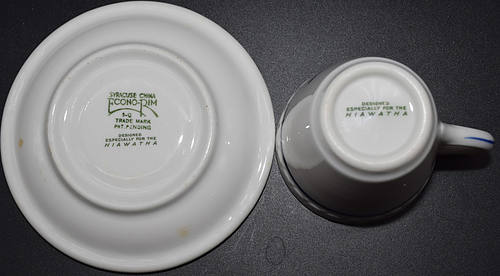 SYRACUSE CHINA
ECONO-RIM
TRADE MARK
PAT. PENDING
DESIGNED
ESPECIALLY FOR THE
HIAWATHA
DESIGNED
ESPECIALLY FOR THE
HIAWATHA